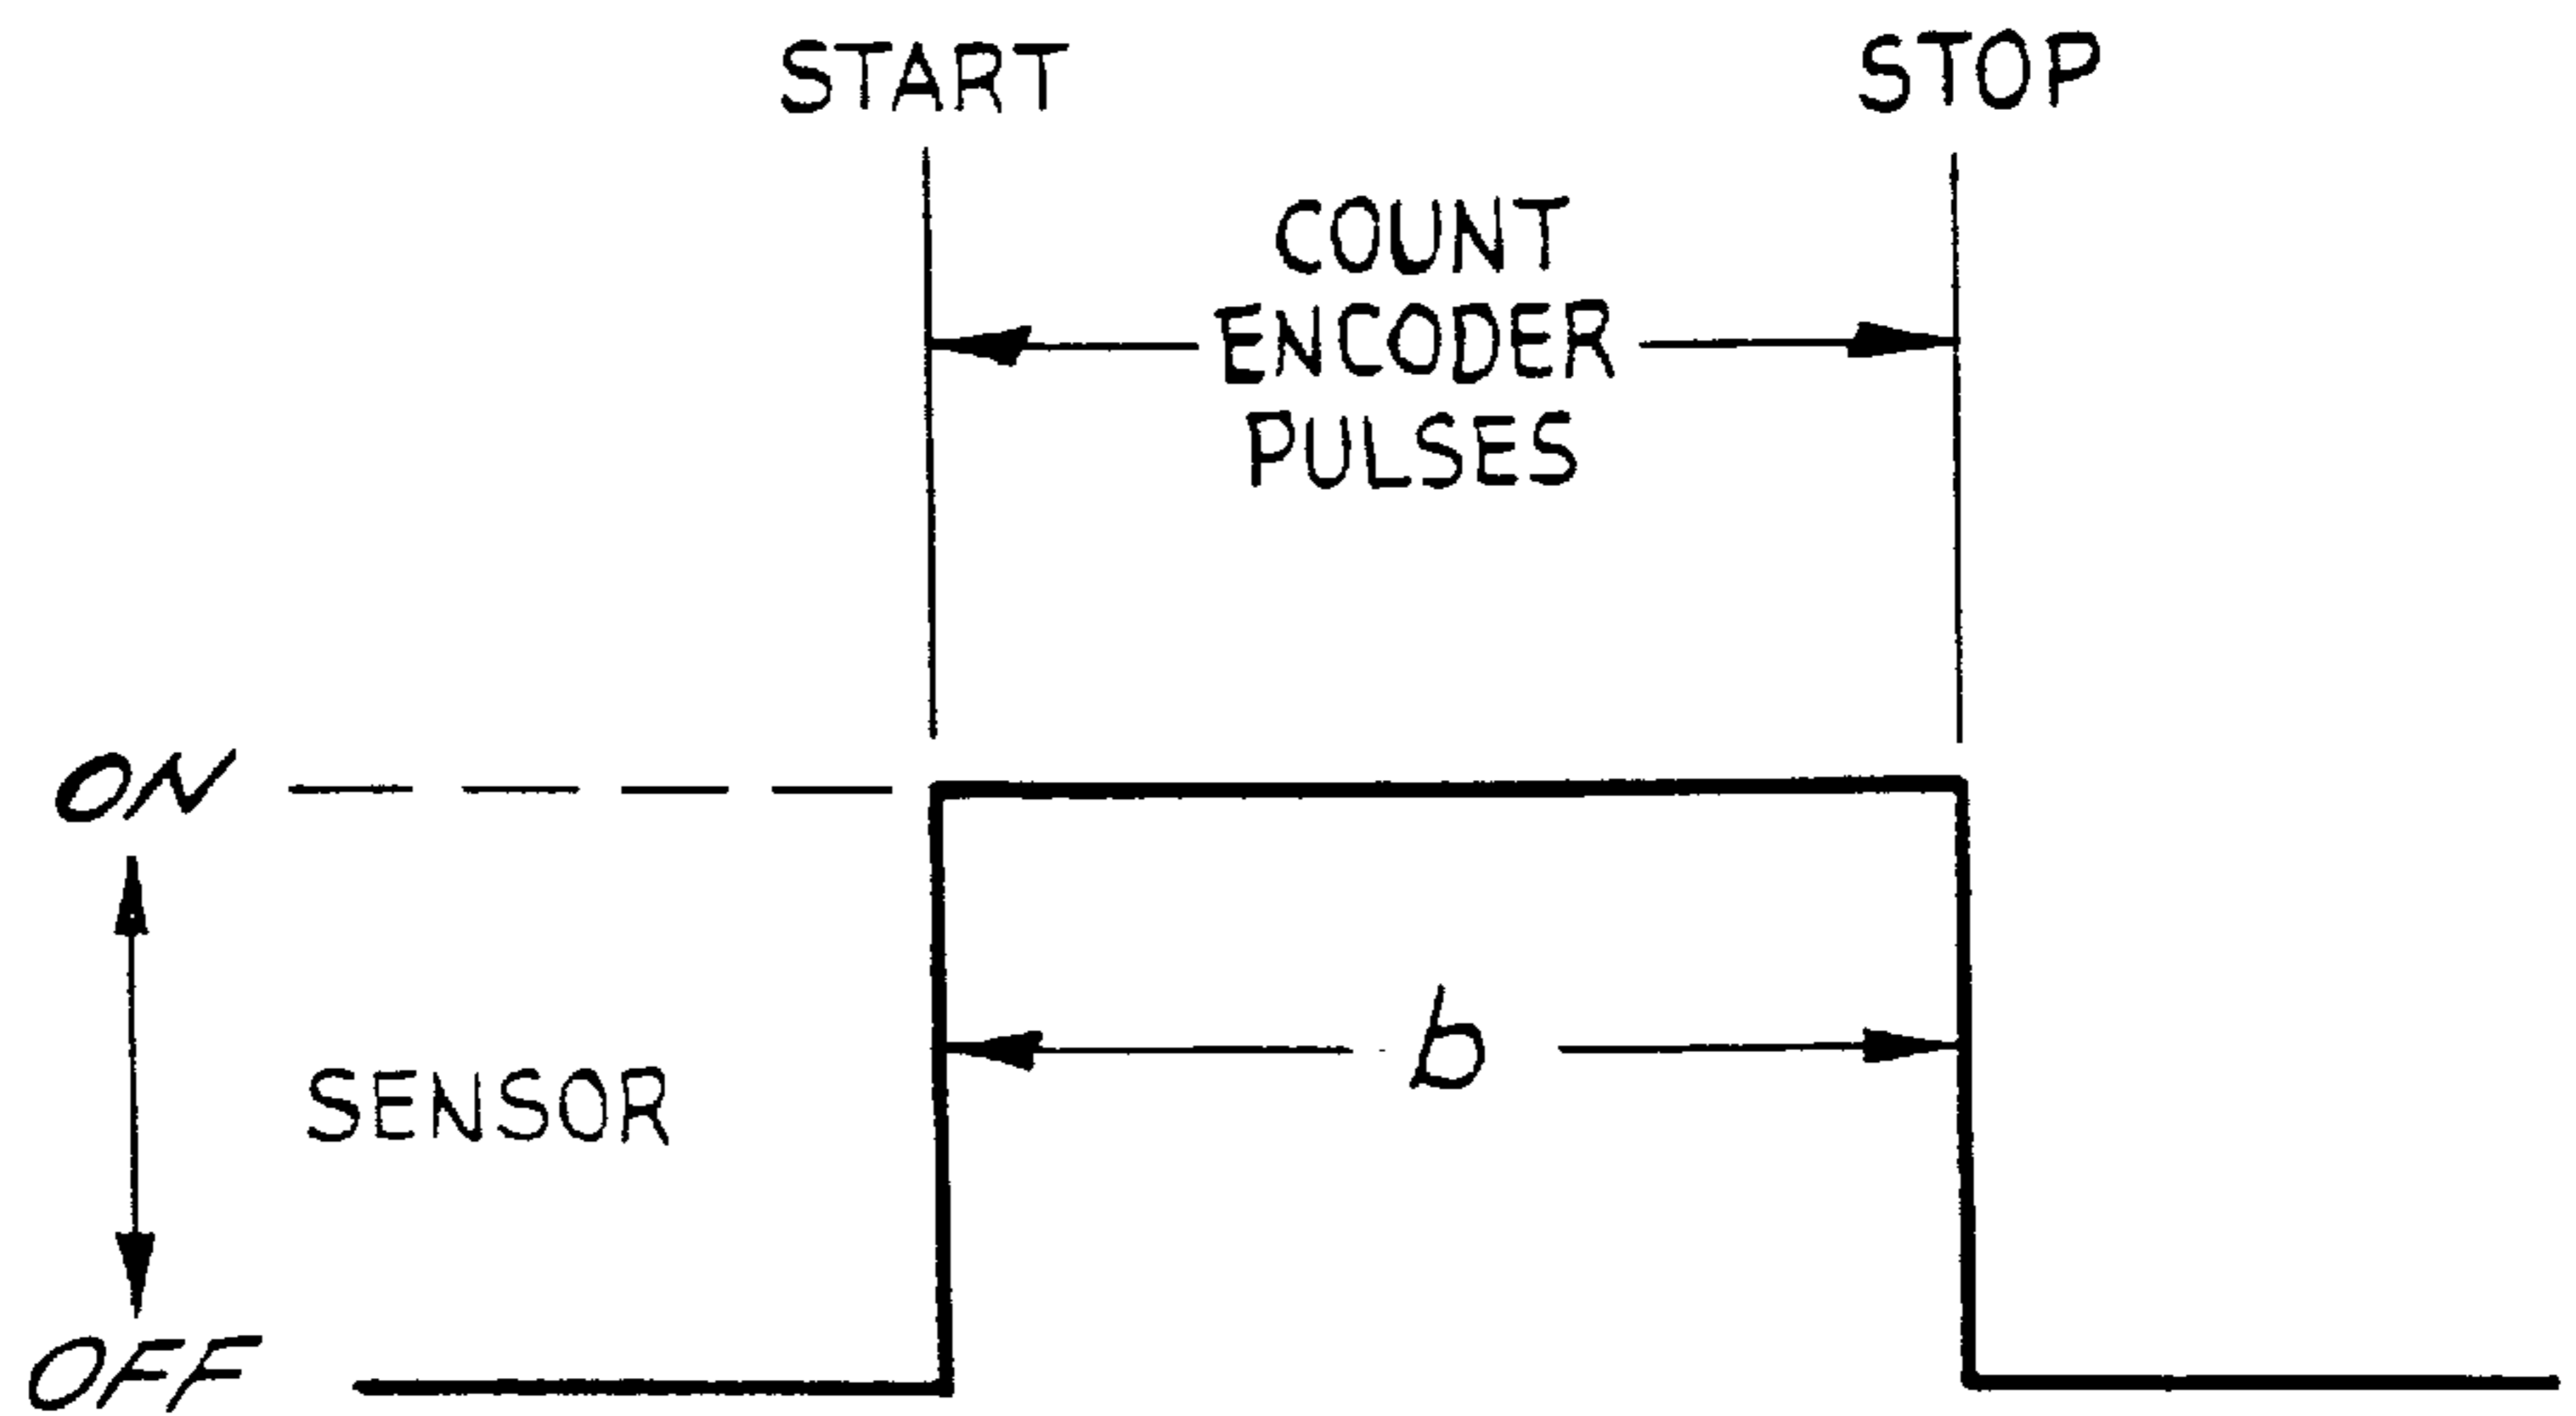 START
STOP
COUNT
ENCODER
PULSES
ON
b
SENSOR
OFF